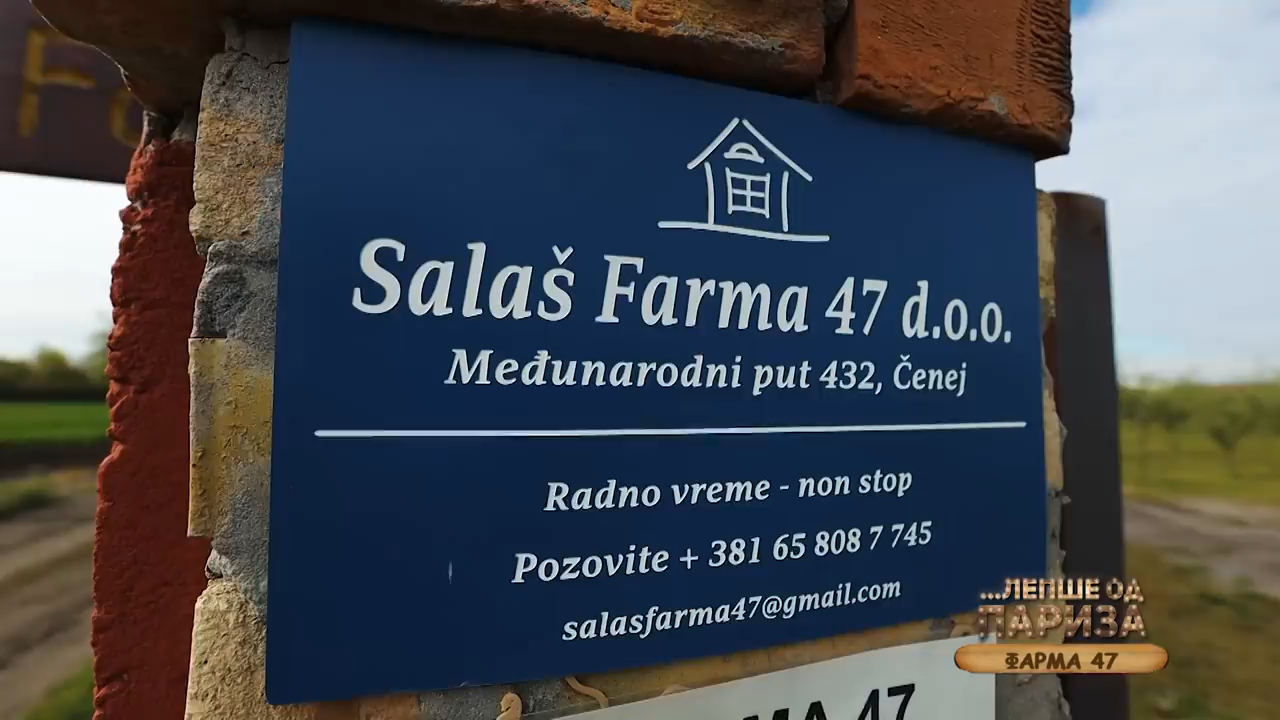 Salaš Farma 47 d.o.o.
Međunarodni put 432, Čenej
Radno vreme - non stop
Pozovite + 381 65 808 7 745
salasfarma47@gmail.com
...ЛЕПШЕ ОД
ПАРИЗА
ФАРМА 47
47